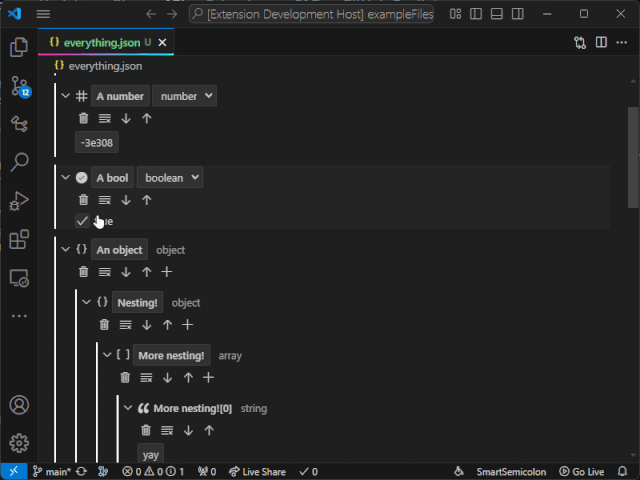 [Extension Development Host] exampleFiles
{} everything.json U
{} everything.json
A number number
-3e308
A bool boolean
12
{} An object object
{} Nesting! object
[ ] More nesting! array
More nesting![0] string
yay
main* 0 0 1 0 Live Share 0 SmartSemicolon Go Live